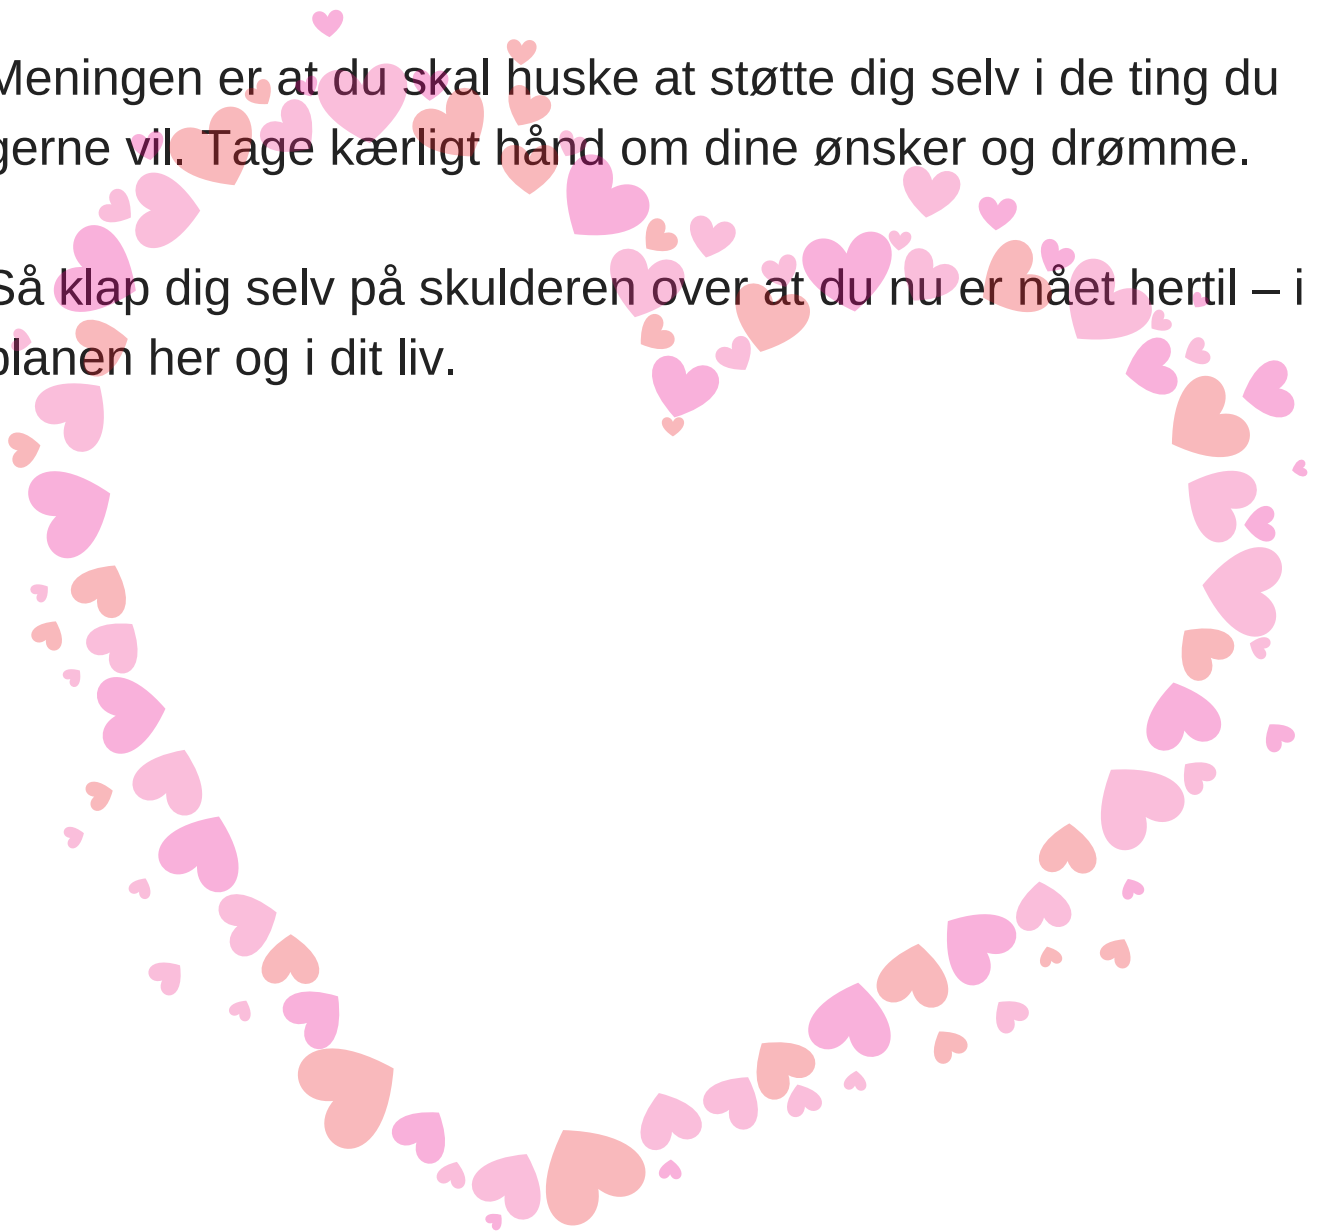 Meningen er at du skal huske at støtte dig selv i de ting du
gerne vil. Tage kærligt hånd om dine ønsker og drømme.
Så klap dig selv på skulderen over at du nu er nået hertil – i
planen her og i dit liv.